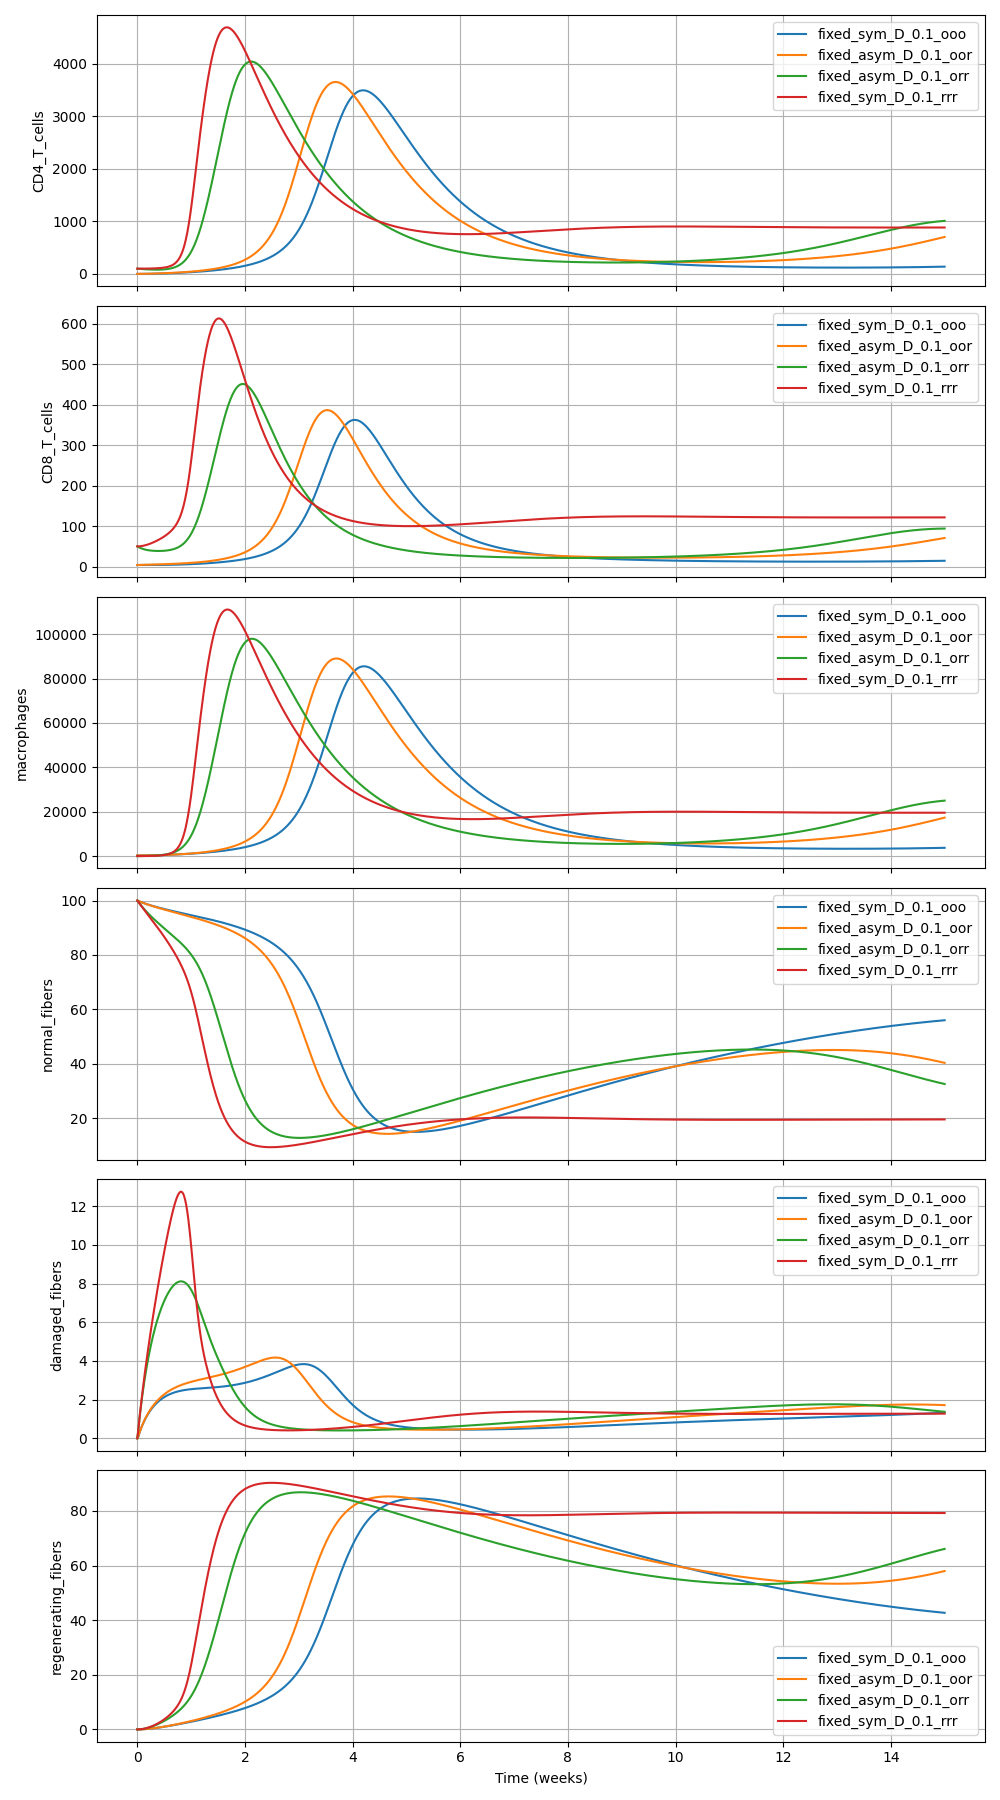 CD4_T_cells
4000
3000
2000
1000
0
fixed_sym_D_0.1_ooo
fixed_asym_D_0.1_oor
fixed_asym_D_0.1_orr
fixed_sym_D_0.1_rrr
CD8_T_cells
600
500
400
300
200
100
0
fixed_sym_D_0.1_ooo
fixed_asym_D_0.1_oor
fixed_asym_D_0.1_orr
fixed_sym_D_0.1_rrr
macrophages
100000
80000
60000
40000
20000
0
fixed_sym_D_0.1_ooo
fixed_asym_D_0.1_oor
fixed_asym_D_0.1_orr
fixed_sym_D_0.1_rrr
normal_fibers
100
80
60
40
20
fixed_sym_D_0.1_ooo
fixed_asym_D_0.1_oor
fixed_asym_D_0.1_orr
fixed_sym_D_0.1_rrr
damaged_fibers
12
10
8
6
4
2
0
fixed_sym_D_0.1_ooo
fixed_asym_D_0.1_oor
fixed_asym_D_0.1_orr
fixed_sym_D_0.1_rrr
regenerating_fibers
80
60
40
20
0
fixed_sym_D_0.1_ooo
fixed_asym_D_0.1_oor
fixed_asym_D_0.1_orr
fixed_sym_D_0.1_rrr
0 2 4 6 8 10 12 14
Time (weeks)